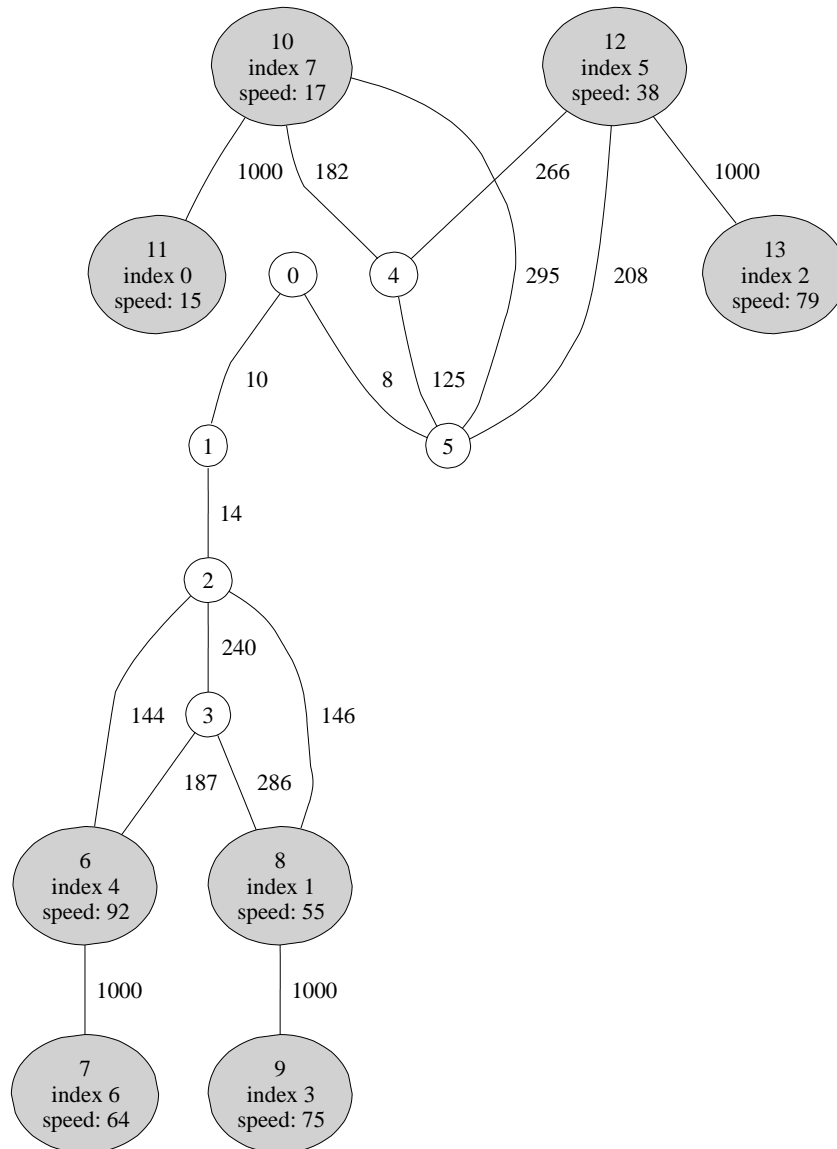 10
index 7
speed: 17
12
index 5
speed: 38
1000
182
266
1000
11
index 0
speed: 15
0
4
295
208
13
index 2
speed: 79
10
8
125
1
5
14
2
240
144
3
146
187
286
6
index 4
speed: 92
8
index 1
speed: 55
1000
1000
7
index 6
speed: 64
9
index 3
speed: 75